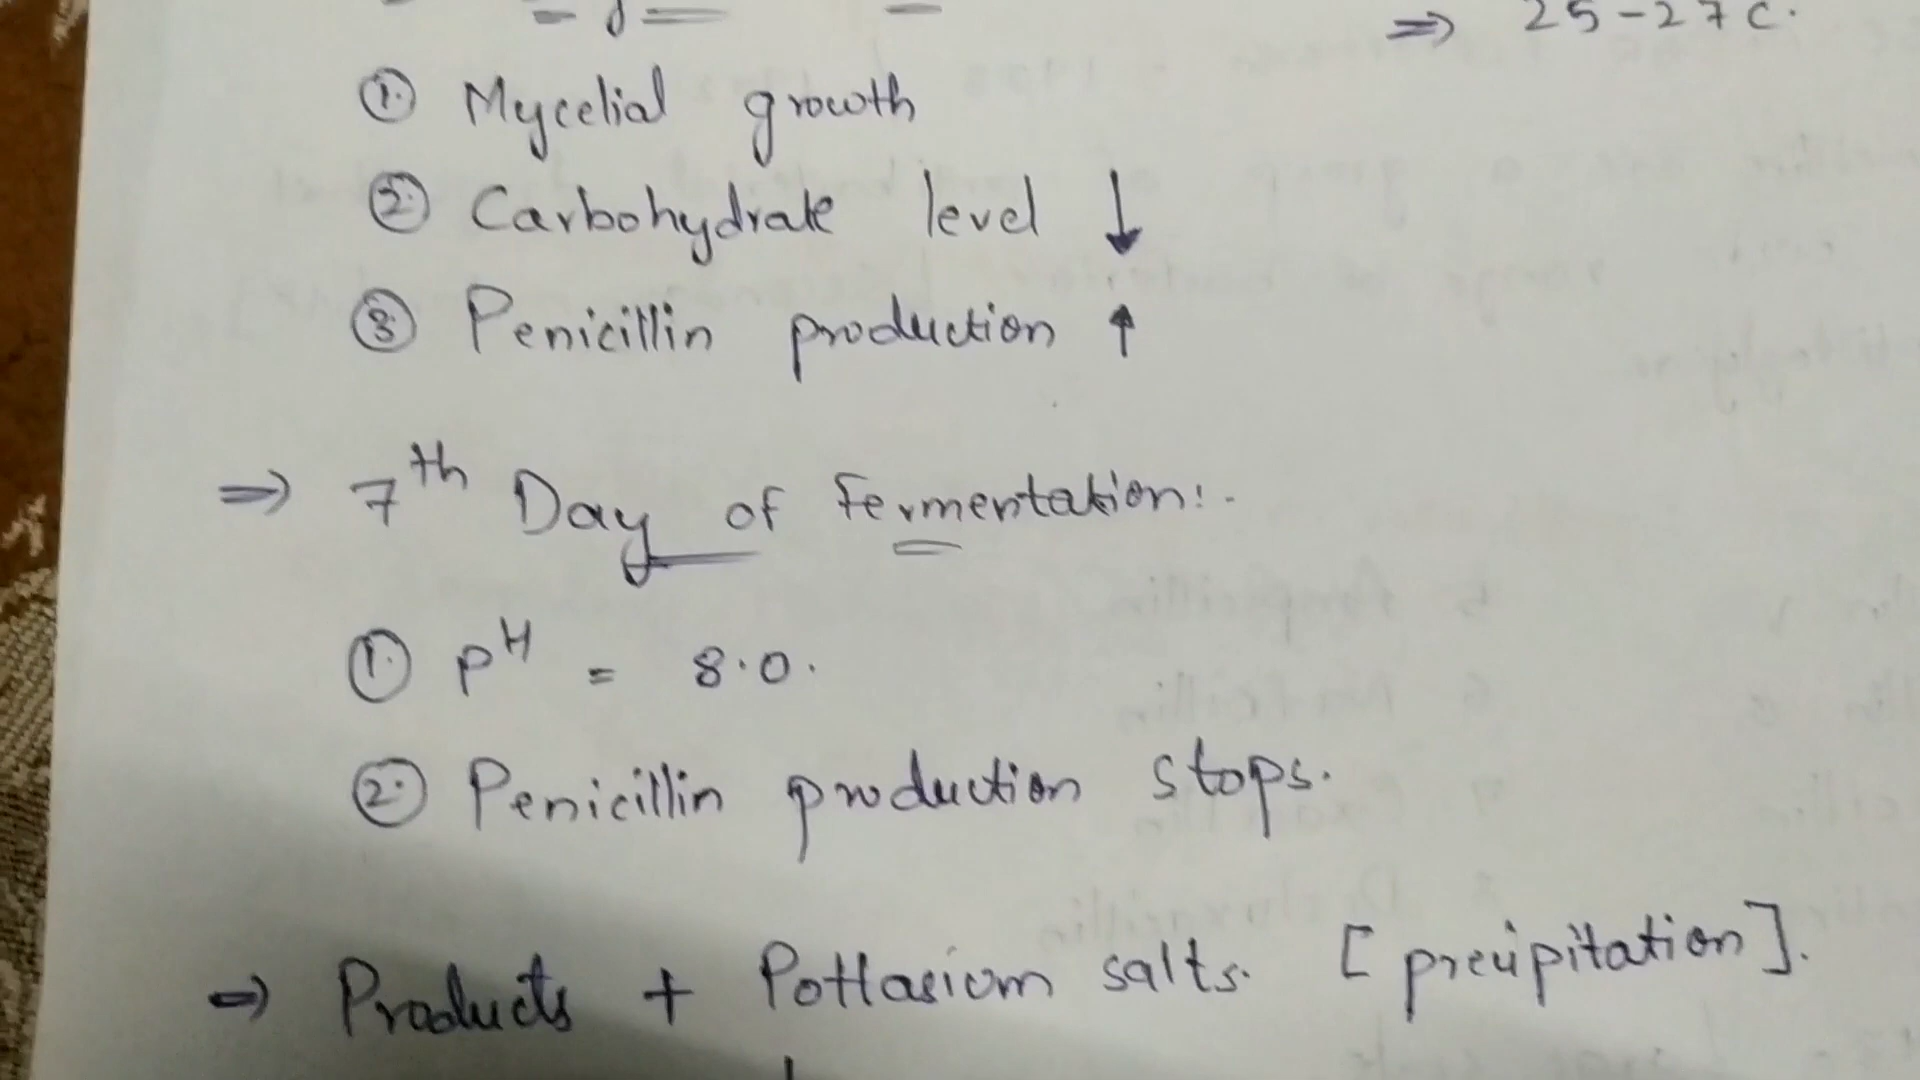 ⇒ 25-27 C.
① Mycelial growth
② Carbohydrate level ↓
③ Penicillin production ↑
⇒ 7th Day of Fermentation:-
① pH = 8.0.
② Penicillin production stops.
⇒ Products + Pottasium salts. [precipitation].